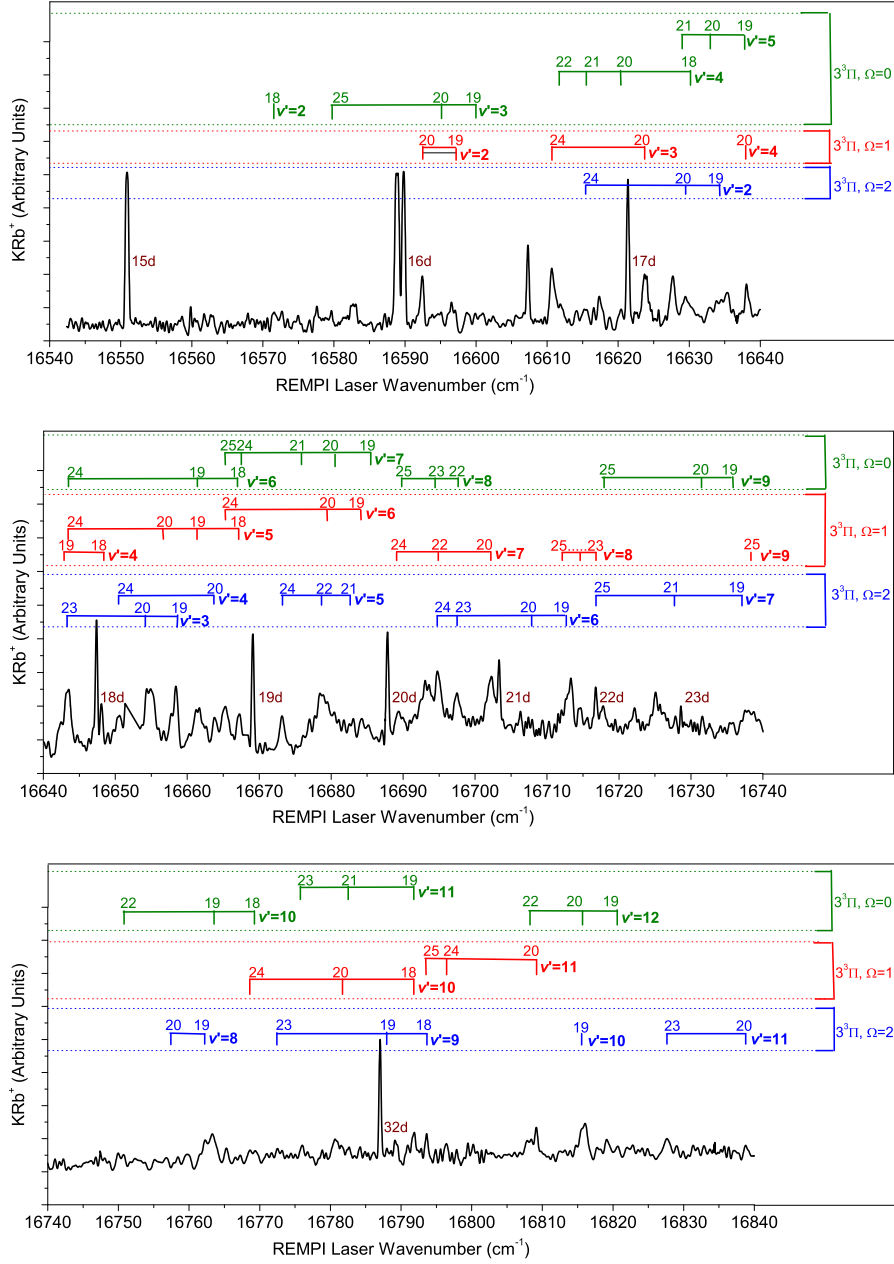 21 20 19
v'=5
22 21 20 18
v'=4
3³Π, Ω=0
18 v'=2 25 20 19 v'=3
20 19 v'=2 24 20 v'=3 20 v'=4
3³Π, Ω=1
24 20 19 v'=2
3³Π, Ω=2
15d 16d 17d
KRb⁺ (Arbitrary Units)
16540 16550 16560 16570 16580 16590 16600 16610 16620 16630 16640
REMPI Laser Wavenumber (cm⁻¹)
25 24 21 20 19 v'=7
24 19 18 v'=6 25 24 22 v'=8 25 20 19 v'=9
3³Π, Ω=0
24 20 19 v'=6
24 20 19 18 v'=5
19 18 v'=4 24 22 20 v'=7 25.....23 v'=8 25 v'=9
3³Π, Ω=1
24 20 v'=4 24 22 21 v'=5 25 21 19 v'=7
23 20 19 v'=3 24 23 20 19 v'=6
3³Π, Ω=2
18d 19d 20d 21d 22d 23d
KRb⁺ (Arbitrary Units)
16640 16650 16660 16670 16680 16690 16700 16710 16720 16730 16740
REMPI Laser Wavenumber (cm⁻¹)
23 21 19 v'=11
22 19 18 v'=10 22 20 19 v'=12
3³Π, Ω=0
25 24 20 v'=11
24 20 18 v'=10
3³Π, Ω=1
20 19 v'=8 23 19 18 v'=9 19 v'=10 23 20 v'=11
3³Π, Ω=2
32d
KRb⁺ (Arbitrary Units)
16740 16750 16760 16770 16780 16790 16800 16810 16820 16830 16840
REMPI Laser Wavenumber (cm⁻¹)